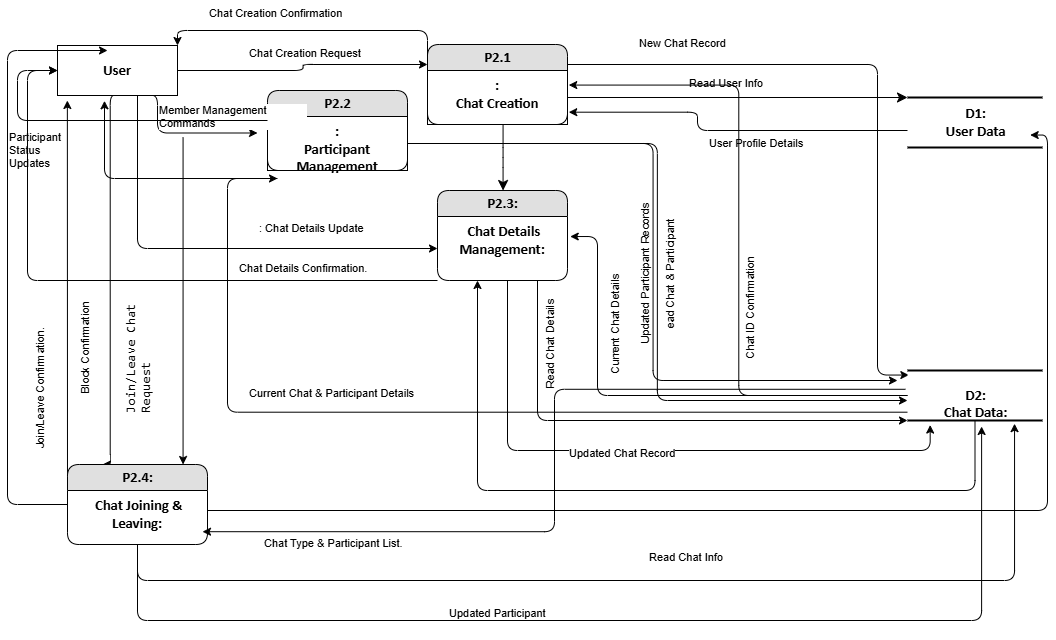 Chat Creation Confirmation
New Chat Record
Chat Creation Request
P2.1
User
Read User Info
:
Chat Creation
P2.2
Member Management
Commands
D1:
User Data
:
Participant
Management
Participant
Status
Updates
User Profile Details
P2.3:
: Chat Details Update
Chat Details
Management:
Chat Details Confirmation.
Updated Participant Records
ead Chat & Participant
Chat ID Confirmation
Current Chat Details
Read Chat Details
Block Confirmation
Join/Leave Chat
Request
Join/Leave Confirmation.
Current Chat & Participant Details
D2:
Chat Data:
Updated Chat Record
P2.4:
Chat Joining &
Leaving:
Chat Type & Participant List.
Read Chat Info
Updated Participant